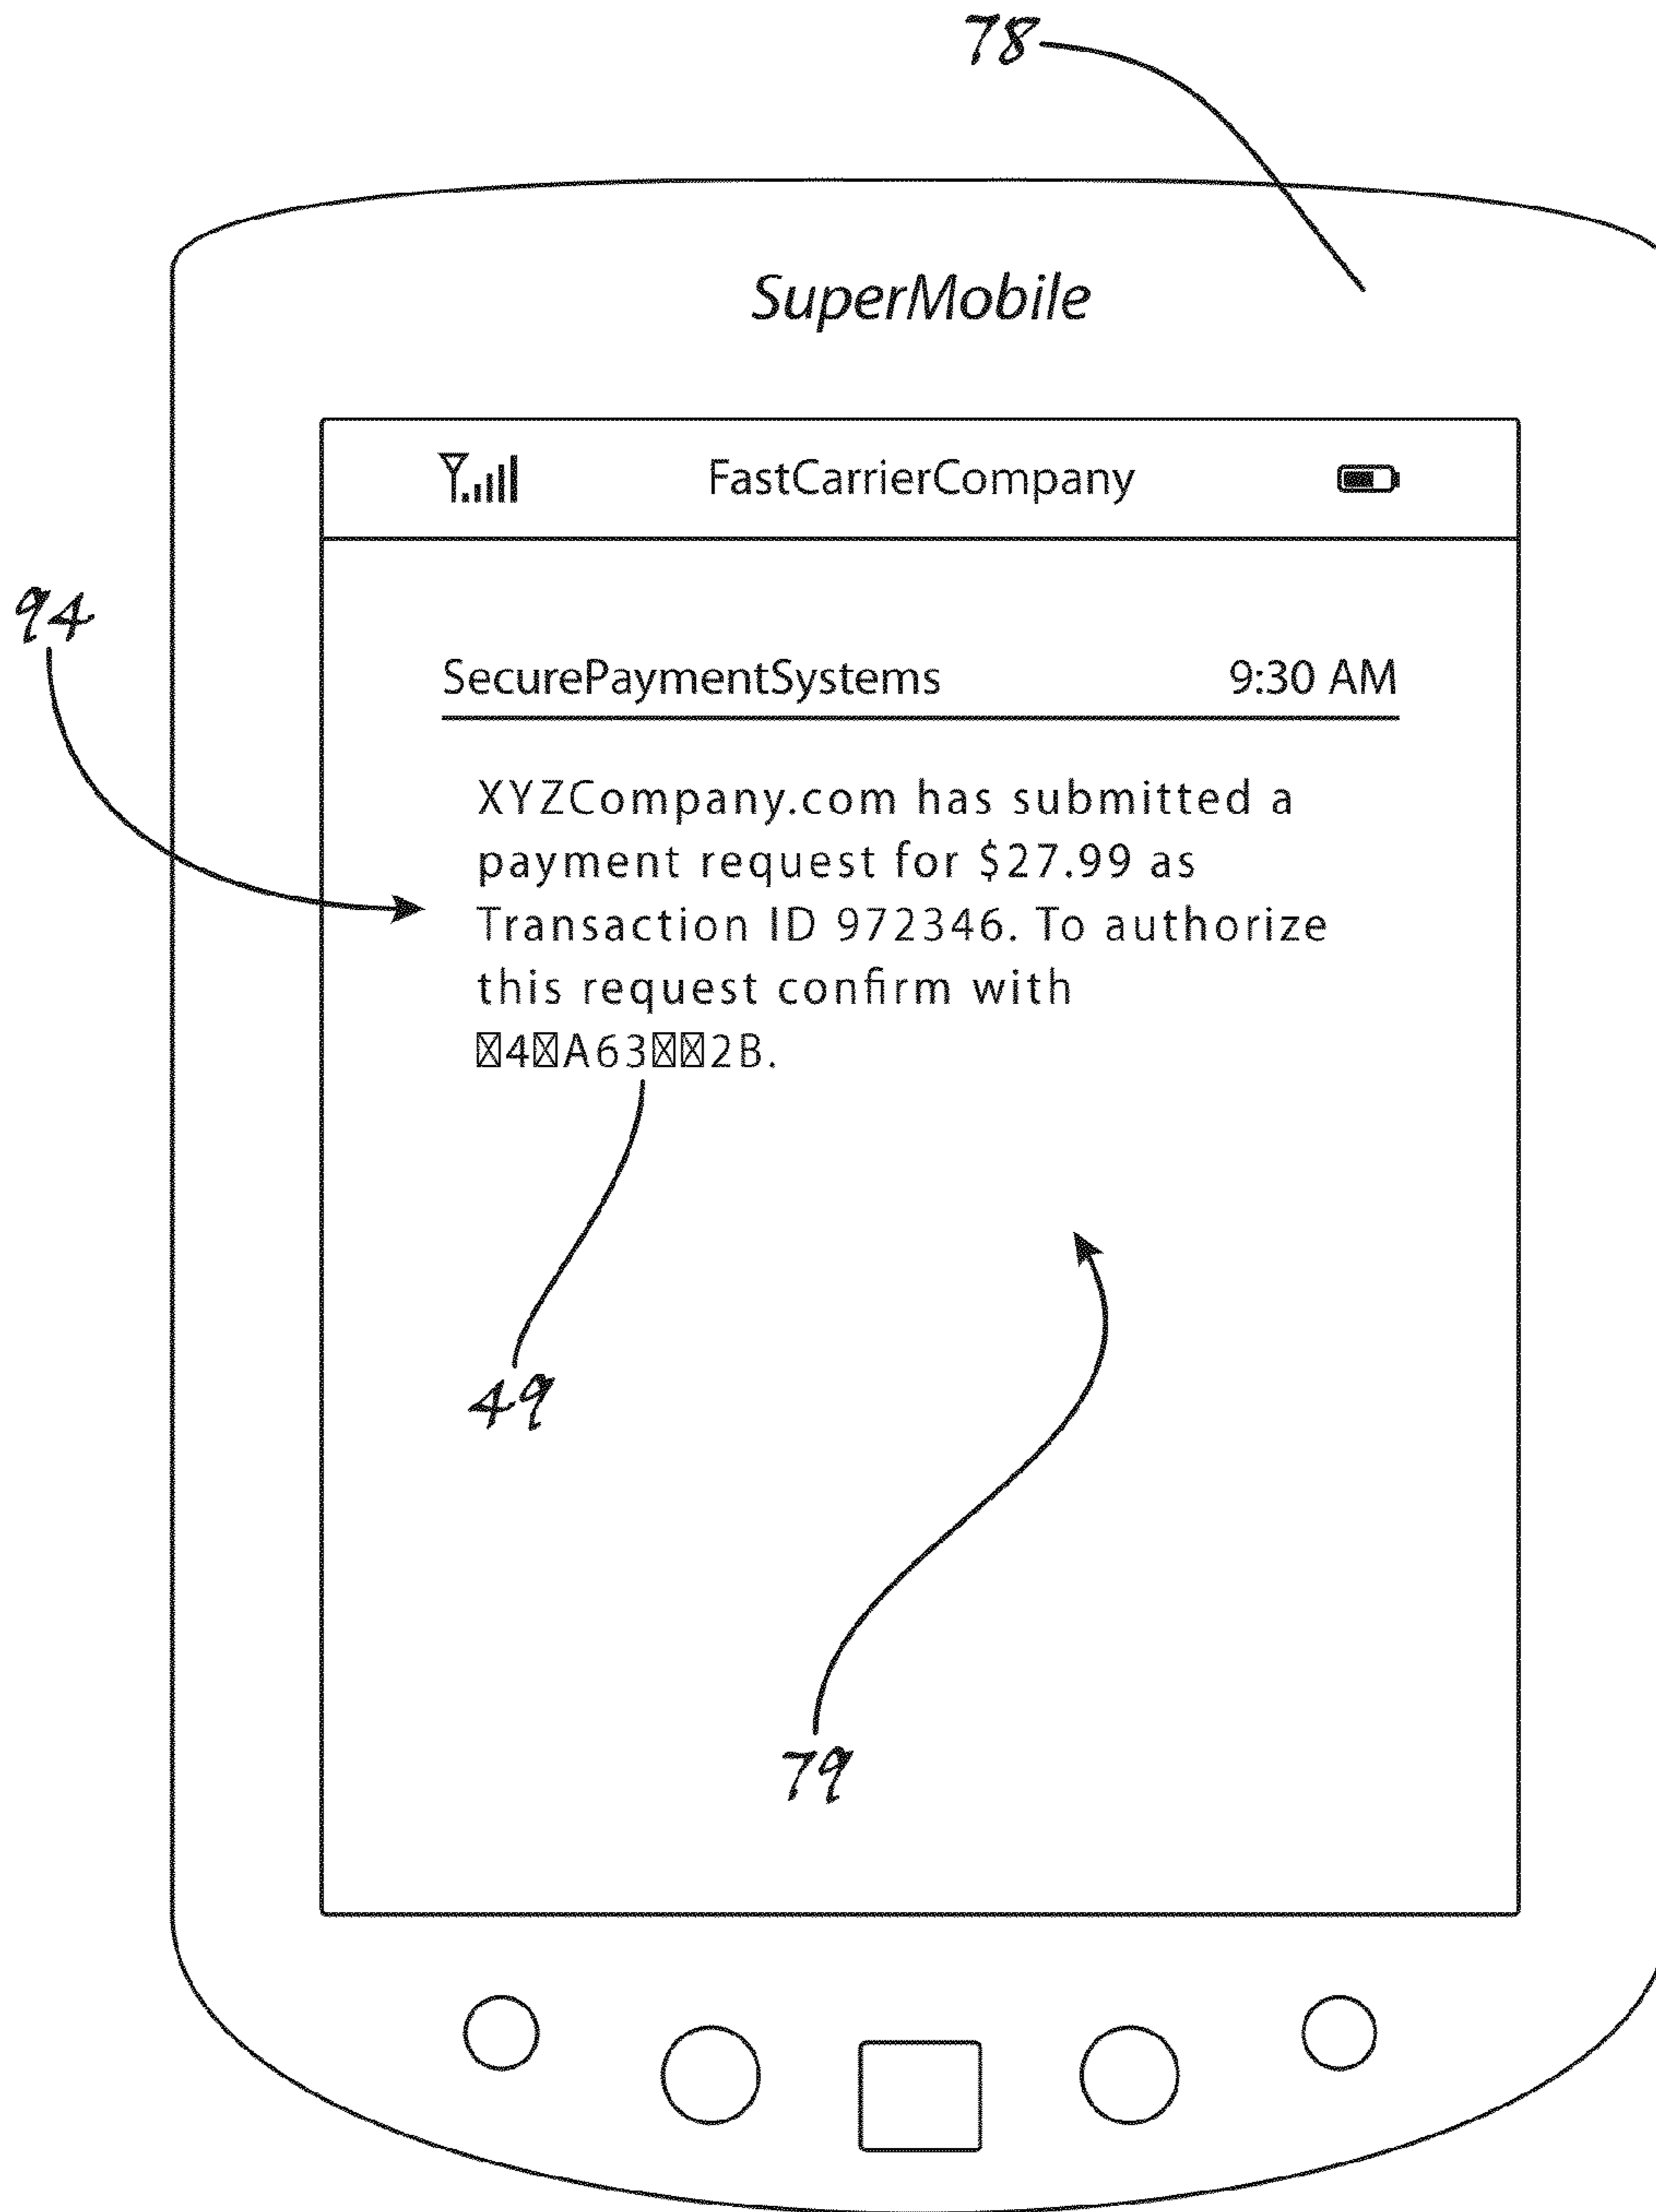 78
SuperMobile
FastCarrierCompany
94
SecurePaymentSystems 9:30 AM
XYZCompany.com has submitted a
payment request for $27.99 as
Transaction ID 972346. To authorize
this request confirm with
☒4☒A63☒☒2B.
49
79